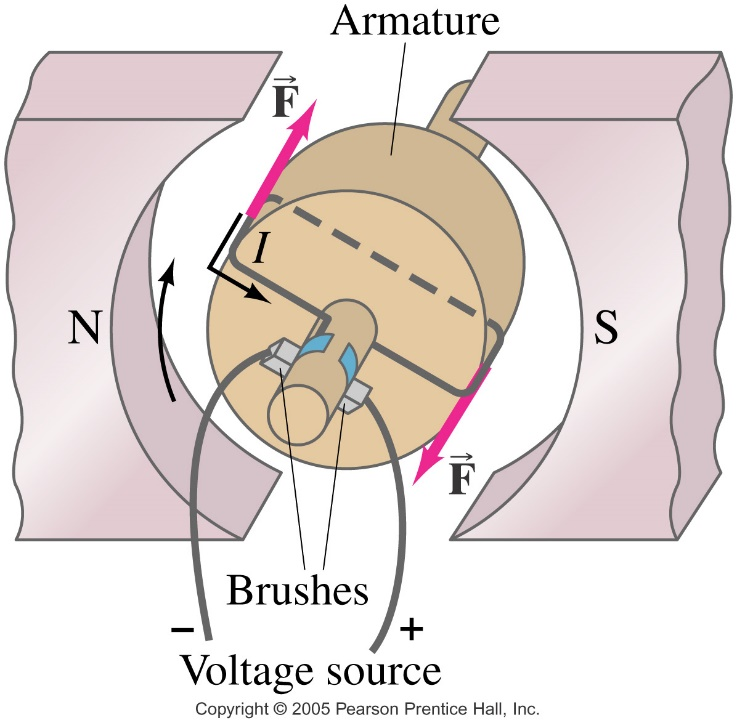 Armature
F
I
N
S
F
Brushes
− +
Voltage source
Copyright © 2005 Pearson Prentice Hall, Inc.